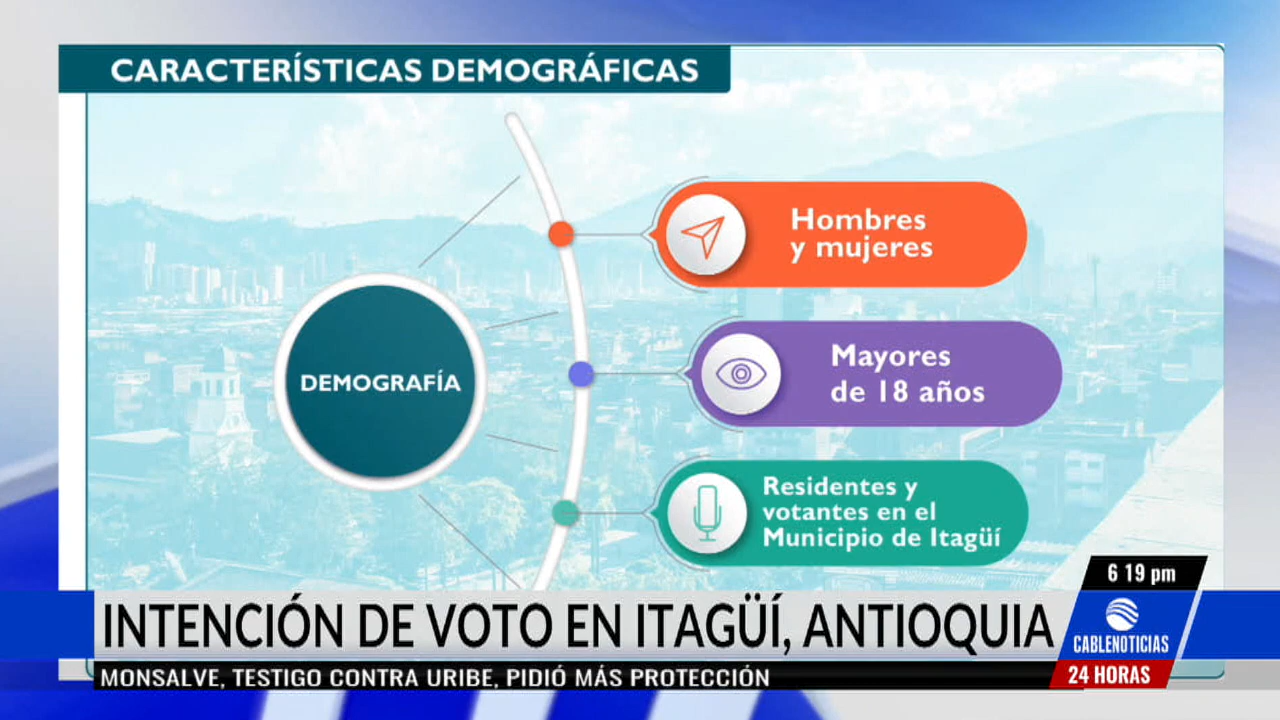 CARACTERÍSTICAS DEMOGRÁFICAS
Hombres
y mujeres
DEMOGRAFÍA
Mayores
de 18 años
Residentes y
votantes en el
Municipio de Itagüí
6 19 pm
INTENCIÓN DE VOTO EN ITAGÜÍ, ANTIOQUIA
CABLENOTICIAS
MONSALVE, TESTIGO CONTRA URIBE, PIDIÓ MÁS PROTECCIÓN
24 HORAS